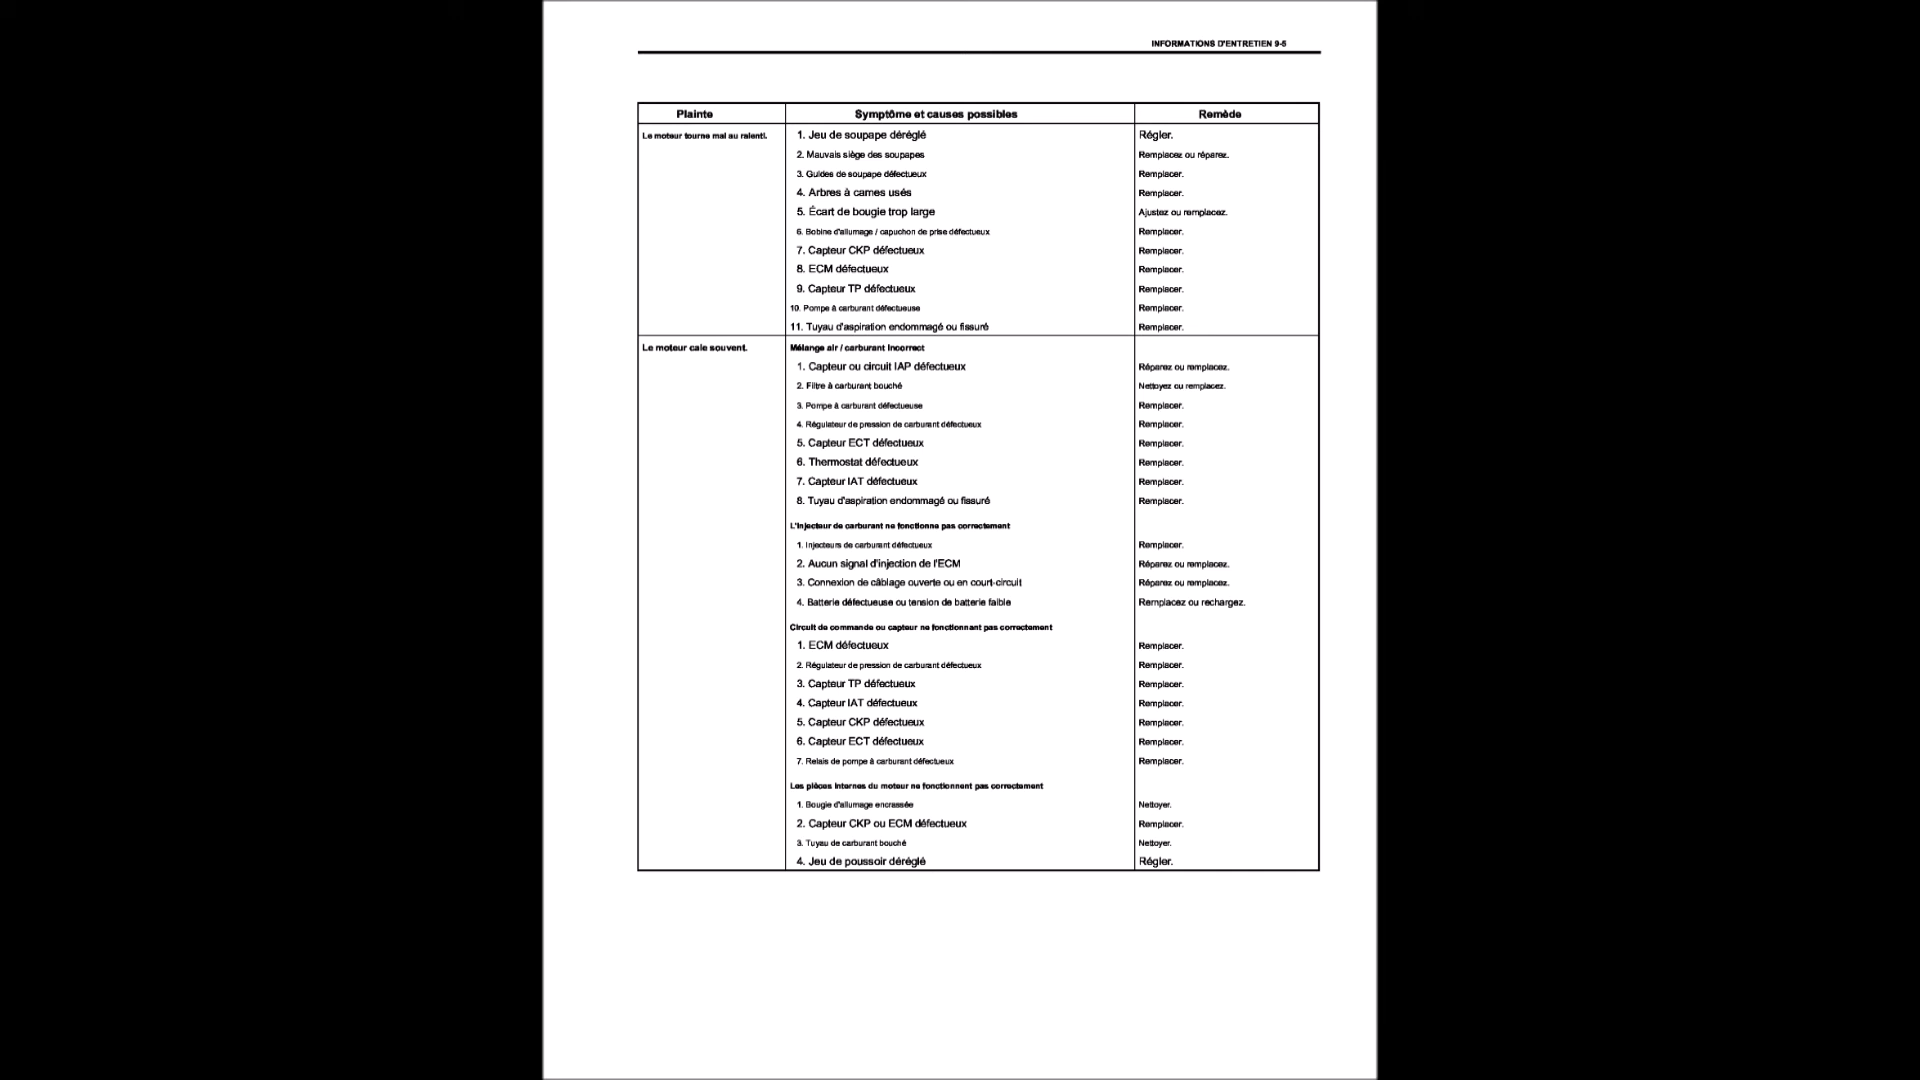 INFORMATIONS D'ENTRETIEN 9-5
Plainte Symptôme et causes possibles Remède
Le moteur tourne mal au ralenti. 1. Jeu de soupape déréglé Régler.
2. Mauvais siège des soupapes Remplacez ou réparez.
3. Guides de soupape défectueux Remplacer.
4. Arbres à cames usés Remplacer.
5. Écart de bougie trop large Ajustez ou remplacez.
6. Bobine d'allumage / capuchon de prise défectueux Remplacer.
7. Capteur CKP défectueux Remplacer.
8. ECM défectueux Remplacer.
9. Capteur TP défectueux Remplacer.
10. Pompe à carburant défectueuse Remplacer.
11. Tuyau d'aspiration endommagé ou fissuré Remplacer.
Le moteur cale souvent. Mélange air / carburant incorrect
1. Capteur ou circuit IAP défectueux Réparez ou remplacez.
2. Filtre à carburant bouché Nettoyez ou remplacez.
3. Pompe à carburant défectueuse Remplacer.
4. Régulateur de pression de carburant défectueux Remplacer.
5. Capteur ECT défectueux Remplacer.
6. Thermostat défectueux Remplacer.
7. Capteur IAT défectueux Remplacer.
8. Tuyau d'aspiration endommagé ou fissuré Remplacer.
L'injecteur de carburant ne fonctionne pas correctement
1. Injecteurs de carburant défectueux Remplacer.
2. Aucun signal d'injection de l'ECM Réparez ou remplacez.
3. Connexion de câblage ouverte ou en court-circuit Réparez ou remplacez.
4. Batterie défectueuse ou tension de batterie faible Remplacez ou rechargez.
Circuit de commande ou capteur ne fonctionnant pas correctement
1. ECM défectueux Remplacer.
2. Régulateur de pression de carburant défectueux Remplacer.
3. Capteur TP défectueux Remplacer.
4. Capteur IAT défectueux Remplacer.
5. Capteur CKP défectueux Remplacer.
6. Capteur ECT défectueux Remplacer.
7. Relais de pompe à carburant défectueux Remplacer.
Les pièces internes du moteur ne fonctionnent pas correctement
1. Bougie d'allumage encrassée Nettoyer.
2. Capteur CKP ou ECM défectueux Remplacer.
3. Tuyau de carburant bouché Nettoyer.
4. Jeu de poussoir déréglé Régler.